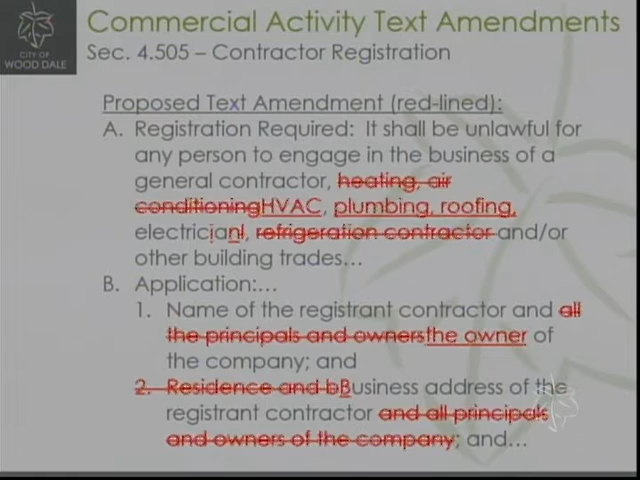 CITY OF
WOOD DALE
Commercial Activity Text Amendments
Sec. 4.505 – Contractor Registration
Proposed Text Amendment (red-lined):
A. Registration Required: It shall be unlawful for
any person to engage in the business of a
general contractor, heating, air
conditioningHVAC, plumbing, roofing,
electricianl, refrigeration contractor and/or
other building trades…
B. Application:…
1. Name of the registrant contractor and all
the principals and ownersthe owner of
the company; and
2. Residence and bBusiness address of the
registrant contractor and all principals
and owners of the company; and…